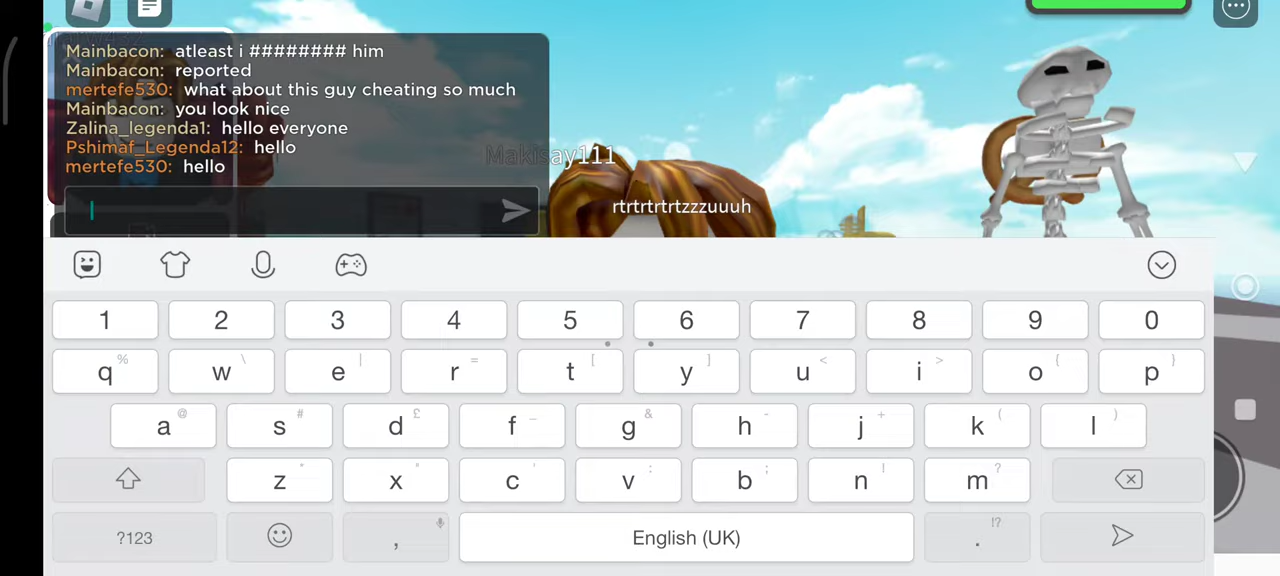 Mainbacon: atleast i ######## him
Mainbacon: reported
mertefe530: what about this guy cheating so much
Mainbacon: you look nice
Zalina_legenda1: hello everyone
Pshimaf_Legenda12: hello
mertefe530: hello
Makisay111
rtrtrtrtrtzzzuuuh
1 2 3 4 5 6 7 8 9 0
% \ | = [ ] < > { }
q w e r t y u i o p
@ # £ _ & - + ( )
a s d f g h j k l
* " ' : ; ! ?
z x c v b n m
!?
?123 , English (UK) .